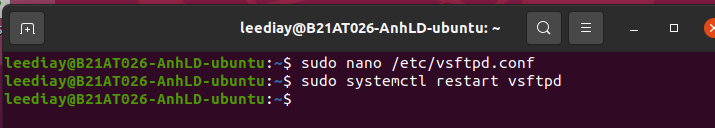 leediay@B21AT026-AnhLD-ubuntu: ~
leediay@B21AT026-AnhLD-ubuntu:~$ sudo nano /etc/vsftpd.conf
leediay@B21AT026-AnhLD-ubuntu:~$ sudo systemctl restart vsftpd
leediay@B21AT026-AnhLD-ubuntu:~$